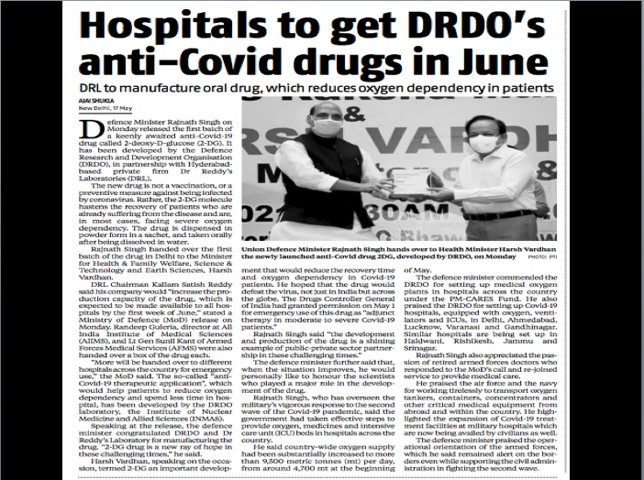 Hospitals to get DRDO's
anti-Covid drugs in June
DRL to manufacture oral drug, which reduces oxygen dependency in patients
AJAI SHUKLA
New Delhi, 17 May
Defence Minister Rajnath Singh on
Monday released the first batch of
a keenly awaited anti-Covid-19
drug called 2-deoxy-D-glucose (2-DG). It
has been developed by the Defence
Research and Development Organisation
(DRDO), in partnership with Hyderabad-
based private firm Dr Reddy's
Laboratories (DRL).
The new drug is not a vaccination, or a
preventive measure against being infected
by coronavirus. Rather, the 2-DG molecule
hastens the recovery of patients who are
already suffering from the disease and are,
in most cases, facing severe oxygen
dependency. The drug is dispensed in
powder form in a sachet, and taken orally
after being dissolved in water.
Rajnath Singh handed over the first
batch of the drug in Delhi to the Minister
for Health & Family Welfare, Science &
Technology and Earth Sciences, Harsh
Vardhan.
DRL Chairman Kallam Satish Reddy
said his company would "increase the pro-
duction capacity of the drug, which is
expected to be made available to all hos-
pitals by the first week of June," stated a
Ministry of Defence (MoD) release on
Monday. Randeep Guleria, director at All
India Institute of Medical Sciences
(AIIMS), and Lt Gen Sunil Kant of Armed
Forces Medical Services (AFMS) were also
handed over a box of the drug each.
"More will be handed over to different
hospitals across the country for emergency
use," the MoD said. The so-called "anti-
Covid-19 therapeutic application", which
would help patients to reduce oxygen
dependency and spend less time in hos-
pital, has been developed by the DRDO
laboratory, the Institute of Nuclear
Medicine and Allied Sciences (INMAS).
Speaking at the release, the defence
minister congratulated DRDO and Dr
Reddy's Laboratory for manufacturing the
drug. "2-DG drug is a new ray of hope in
these challenging times," he said.
Harsh Vardhan, speaking on the occa-
sion, termed 2-DG an important develop-
&
RSH VARDH
30AM
Union Defence Minister Rajnath Singh hands over to Health Minister Harsh Vardhan
the newly launched anti-Covid drug 2DG, developed by DRDO, on Monday
PHOTO: PTI
ment that would reduce the recovery time
and oxygen dependency in Covid-19
patients. He hoped that the drug would
defeat the virus, not just in India but across
the globe. The Drugs Controller General
of India had granted permission on May 1
for emergency use of this drug as "adjunct
therapy in moderate to severe Covid-19
patients."
Rajnath Singh said "the development
and production of the drug is a shining
example of public-private sector partner-
ship in these challenging times."
The defence minister further said that,
when the situation improves, he would
personally like to honour the scientists
who played a major role in the develop-
ment of the drug.
Rajnath Singh, who has overseen the
military's vigorous response to the second
wave of the Covid-19 pandemic, said the
government had taken effective steps to
provide oxygen, medicines and intensive
care unit (ICU) beds in hospitals across the
country.
He said country-wide oxygen supply
had been substantially increased to more
than 9,500 metric tonnes (mt) per day,
from around 4,700 mt at the beginning
of May.
The defence minister commended the
DRDO for setting up medical oxygen
plants in hospitals across the country
under the PM-CARES Fund. He also
praised the DRDO for setting up Covid-19
hospitals, equipped with oxygen, venti-
lators and ICUs, in Delhi, Ahmedabad,
Lucknow, Varanasi and Gandhinagar.
Similar hospitals are being set up in
Haldwani, Rishikesh, Jammu and
Srinagar.
Rajnath Singh also appreciated the pas-
sion of retired armed forces doctors who
responded to the MoD's call and re-joined
service to provide medical care.
He praised the air force and the navy
for working tirelessly to transport oxygen
tankers, containers, concentrators and
other critical medical equipment from
abroad and within the country. He high-
lighted the expansion of Covid-19 treat-
ment facilities at military hospitals which
are now being availed by civilians as well.
The defence minister praised the oper-
ational orientation of the armed forces,
which he said remained alert on the bor-
ders even while supporting the civil admin-
istration in fighting the second wave.